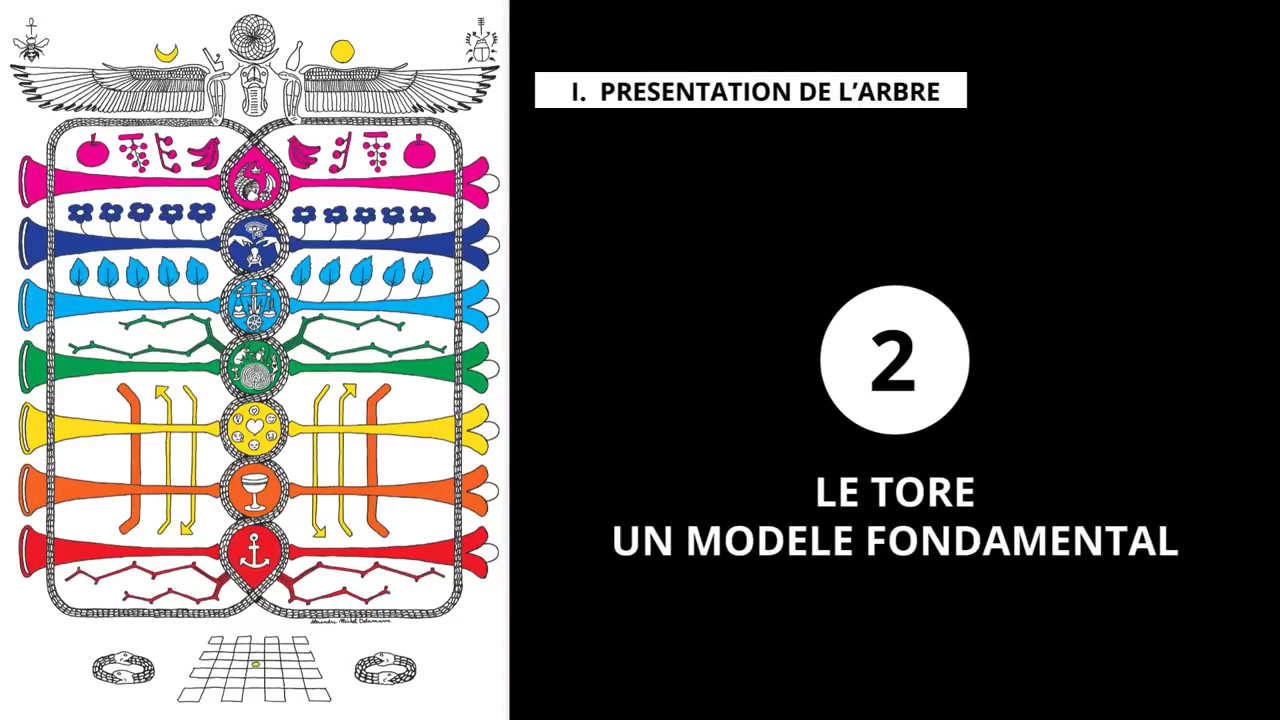 I. PRESENTATION DE L’ARBRE
2
LE TORE
UN MODELE FONDAMENTAL